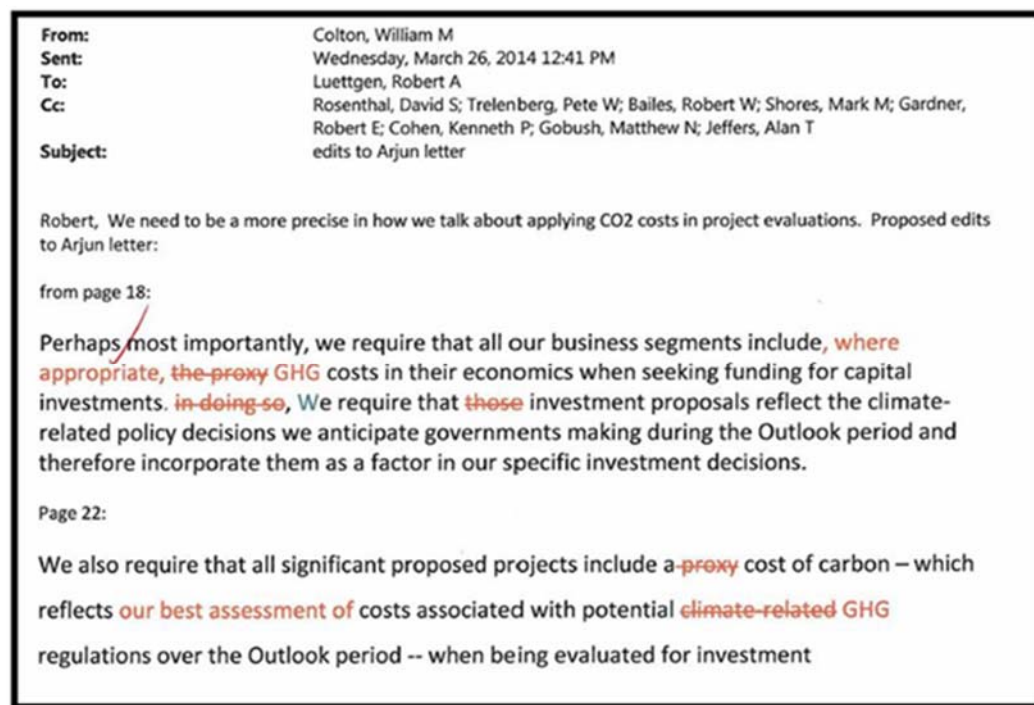 From: Colton, William M
Sent: Wednesday, March 26, 2014 12:41 PM
To: Luettgen, Robert A
Cc: Rosenthal, David S; Trelenberg, Pete W; Bailes, Robert W; Shores, Mark M; Gardner,
Robert E; Cohen, Kenneth P; Gobush, Matthew N; Jeffers, Alan T
Subject: edits to Arjun letter
Robert, We need to be a more precise in how we talk about applying CO2 costs in project evaluations. Proposed edits
to Arjun letter:
from page 18:
Perhaps most importantly, we require that all our business segments include, where
appropriate, the proxy GHG costs in their economics when seeking funding for capital
investments. in doing so, We require that those investment proposals reflect the climate-
related policy decisions we anticipate governments making during the Outlook period and
therefore incorporate them as a factor in our specific investment decisions.
Page 22:
We also require that all significant proposed projects include a proxy cost of carbon – which
reflects our best assessment of costs associated with potential climate-related GHG
regulations over the Outlook period -- when being evaluated for investment